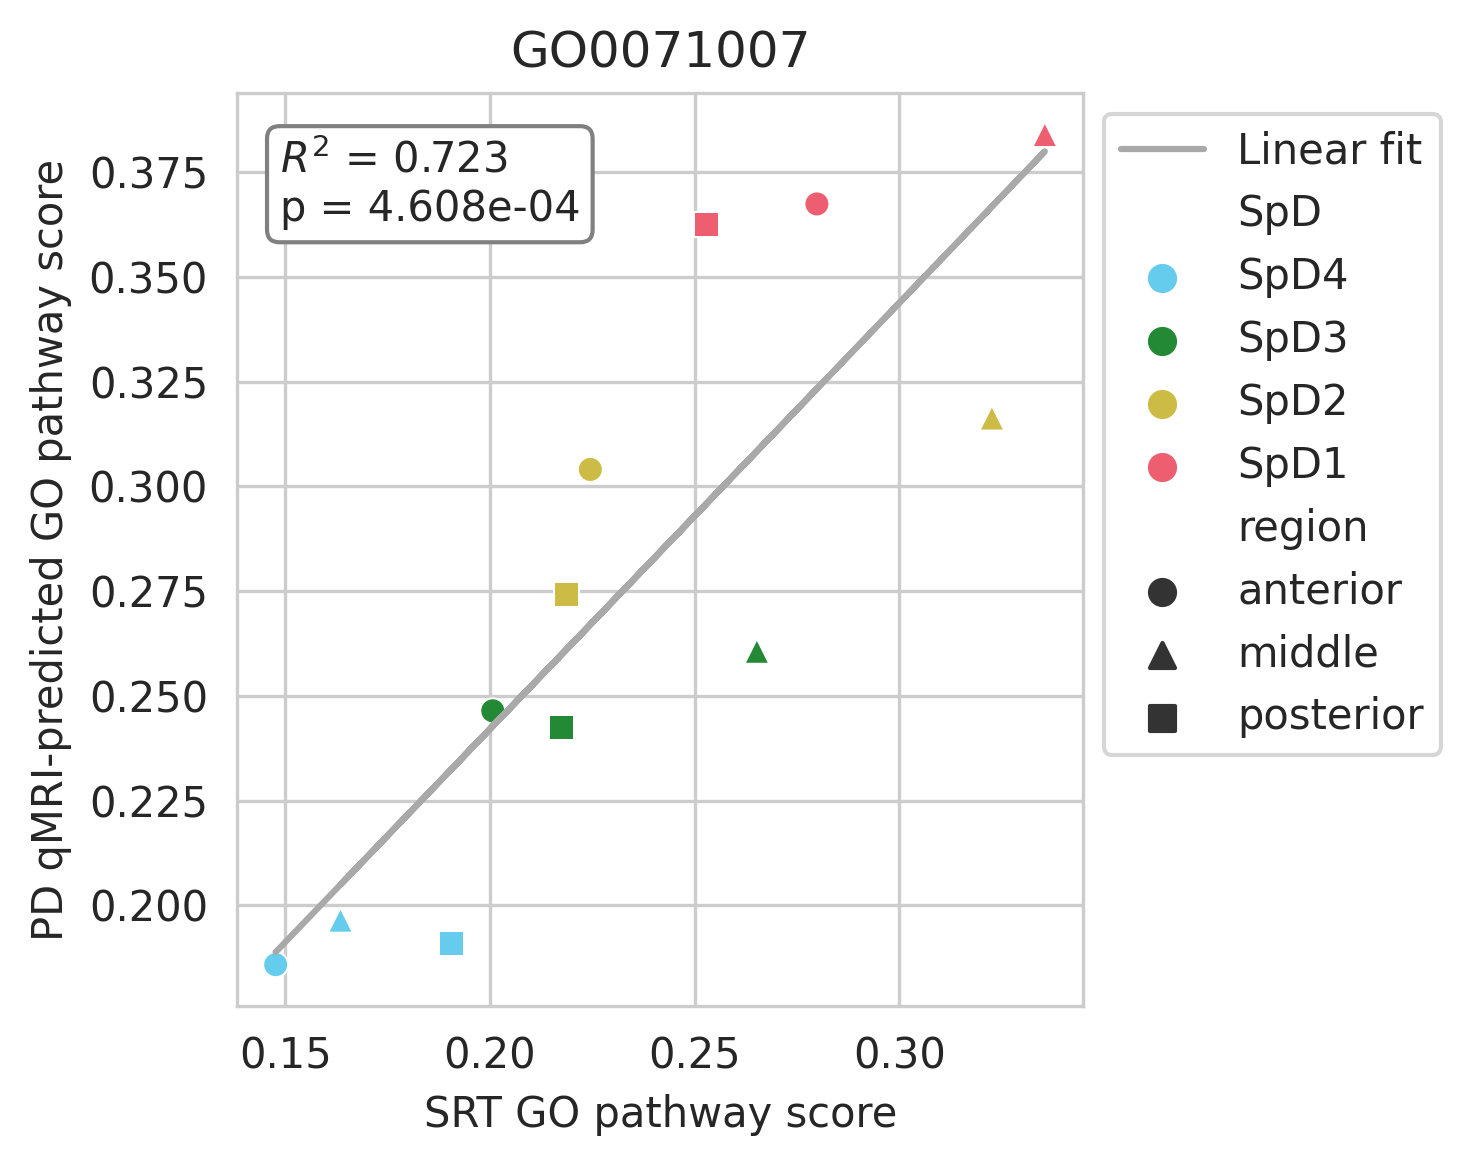 GO0071007
R² = 0.723
p = 4.608e-04
PD qMRI-predicted GO pathway score
0.375
0.350
0.325
0.300
0.275
0.250
0.225
0.200
0.15
0.20
0.25
0.30
SRT GO pathway score
Linear fit
SpD
SpD4
SpD3
SpD2
SpD1
region
anterior
middle
posterior